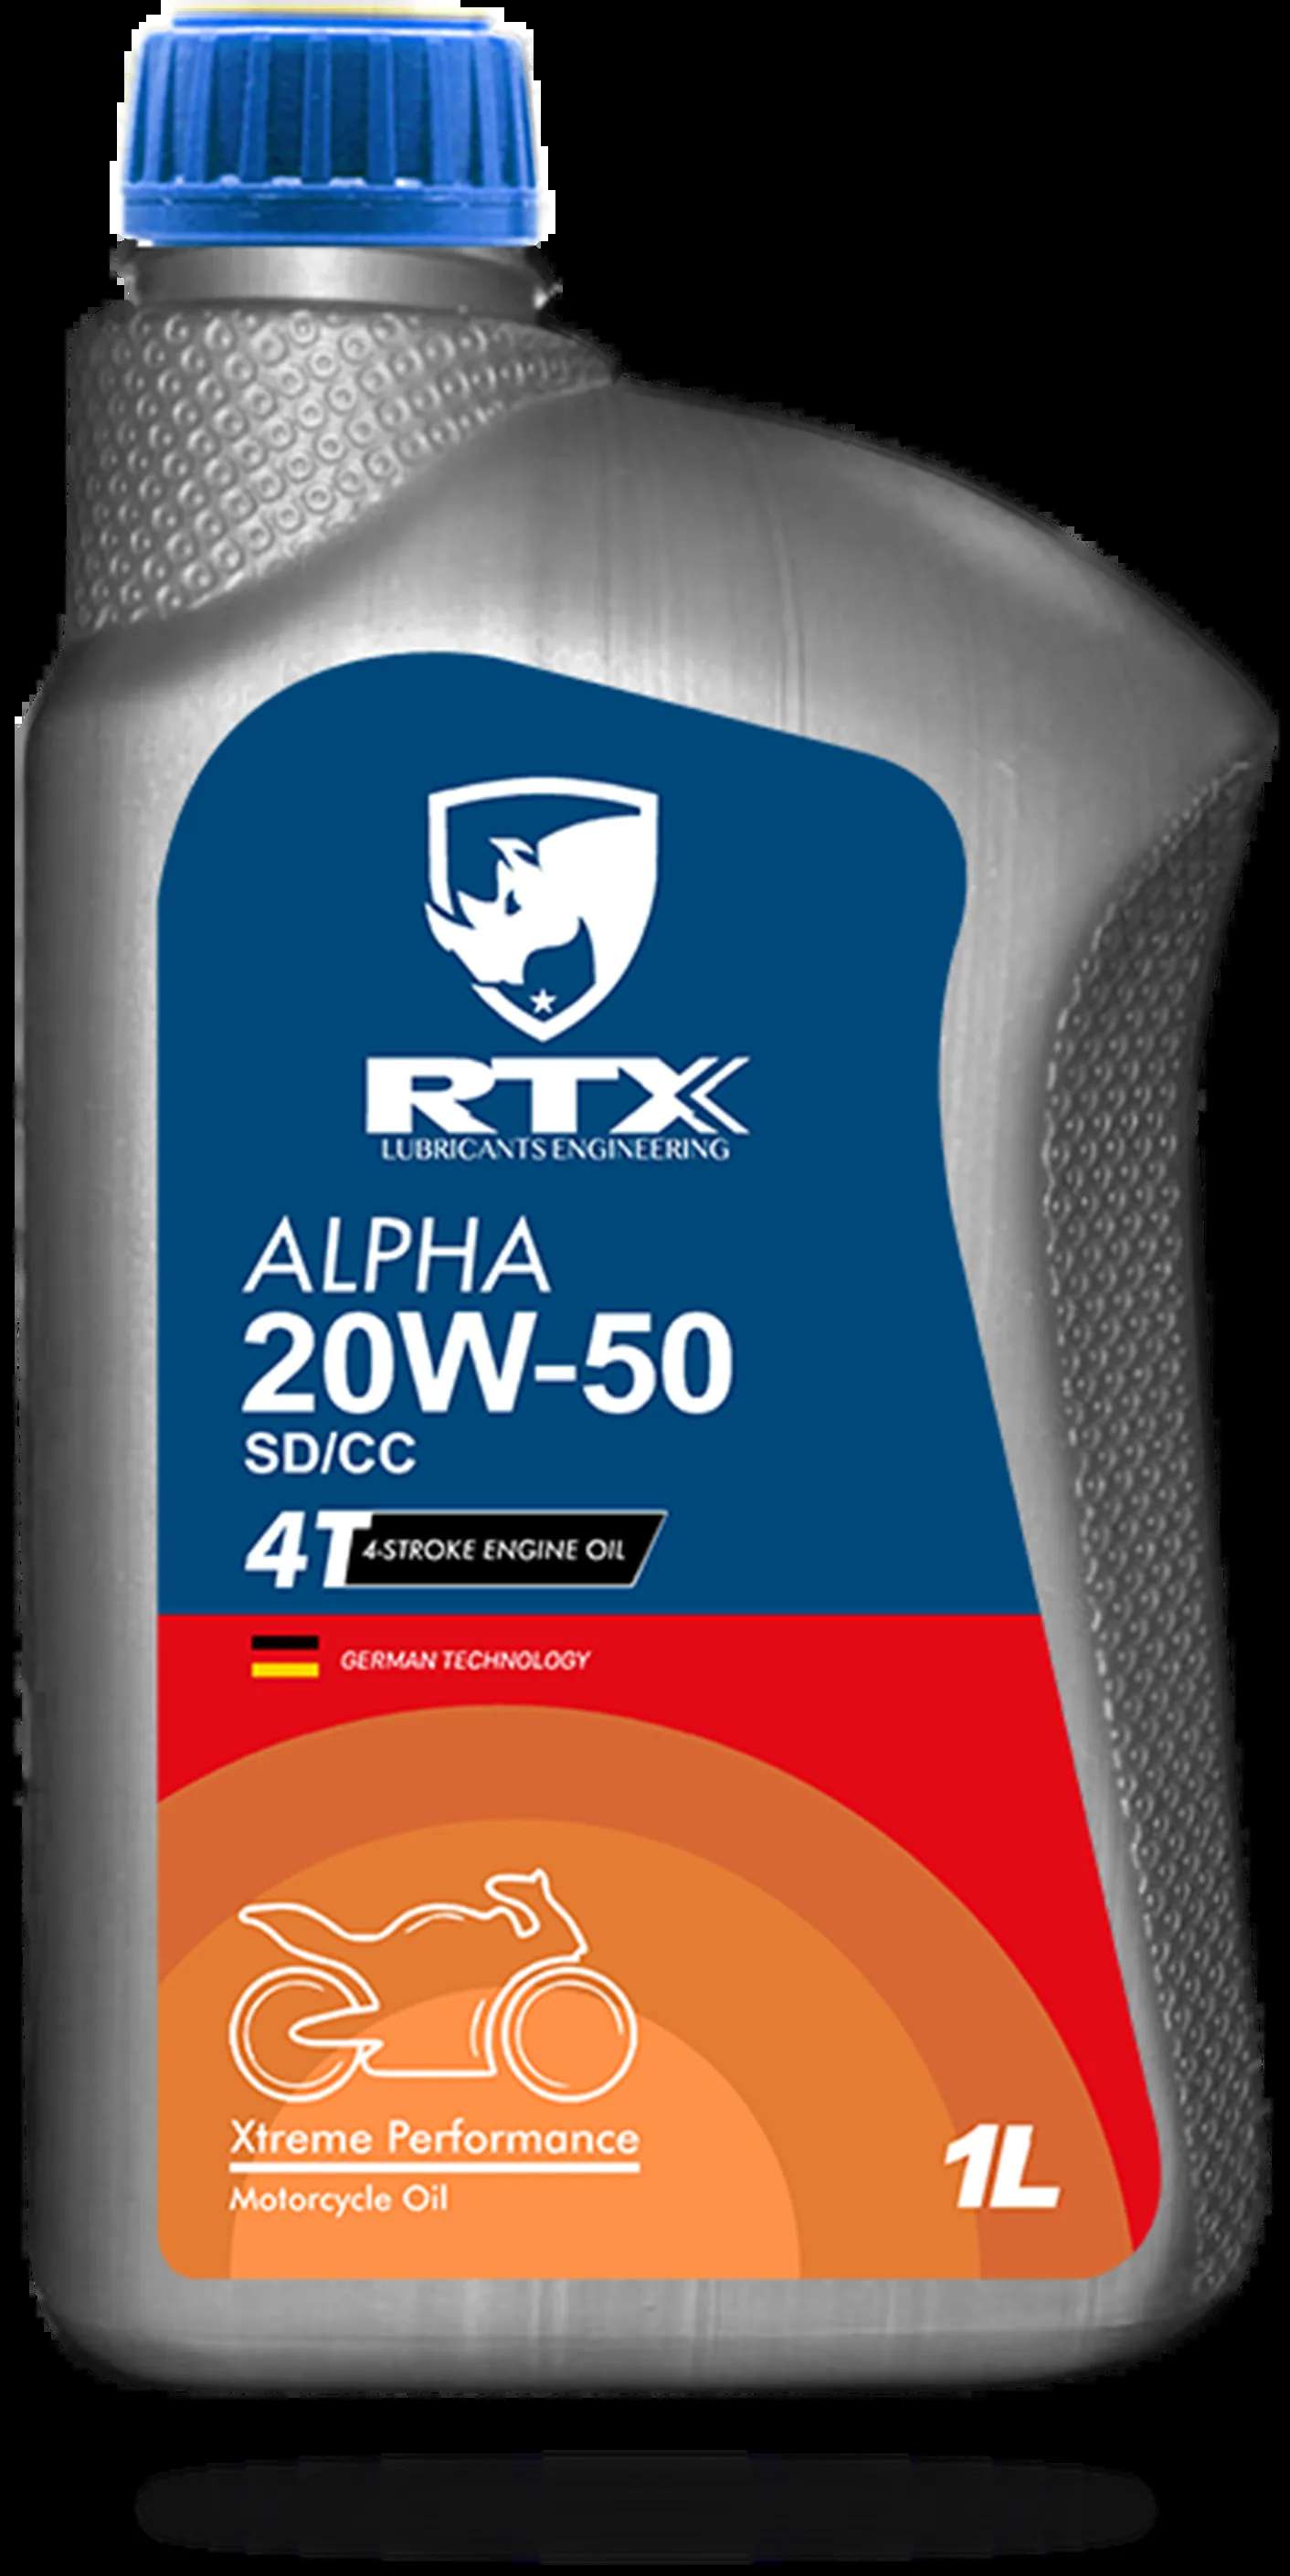 RTX
LUBRICANTS ENGINEERING
ALPHA
20W-50
SD/CC
4T 4-STROKE ENGINE OIL
GERMAN TECHNOLOGY
Xtreme Performance
Motorcycle Oil
1L